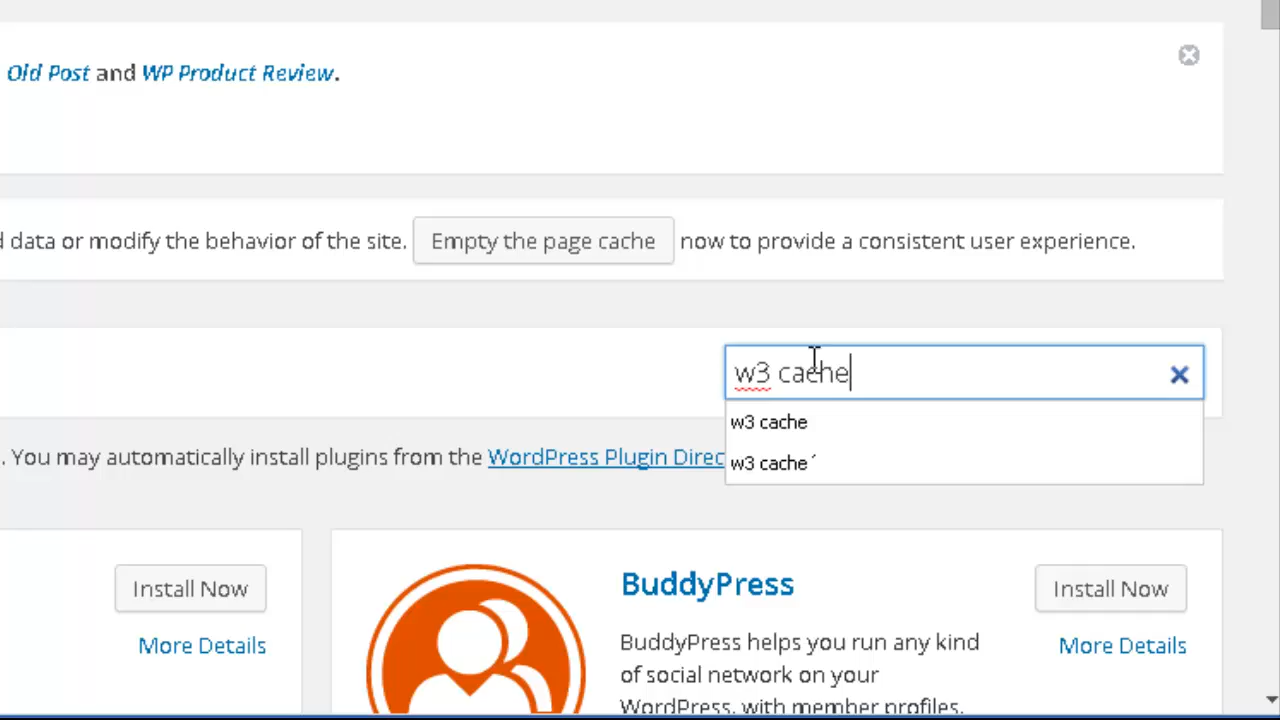 Old Post and WP Product Review.
d data or modify the behavior of the site. Empty the page cache now to provide a consistent user experience.
w3 cache
w3 cache
w3 cache´
. You may automatically install plugins from the WordPress Plugin Direc
Install Now
More Details
BuddyPress
Install Now
BuddyPress helps you run any kind
More Details
of social network on your
WordPress, with member profiles,